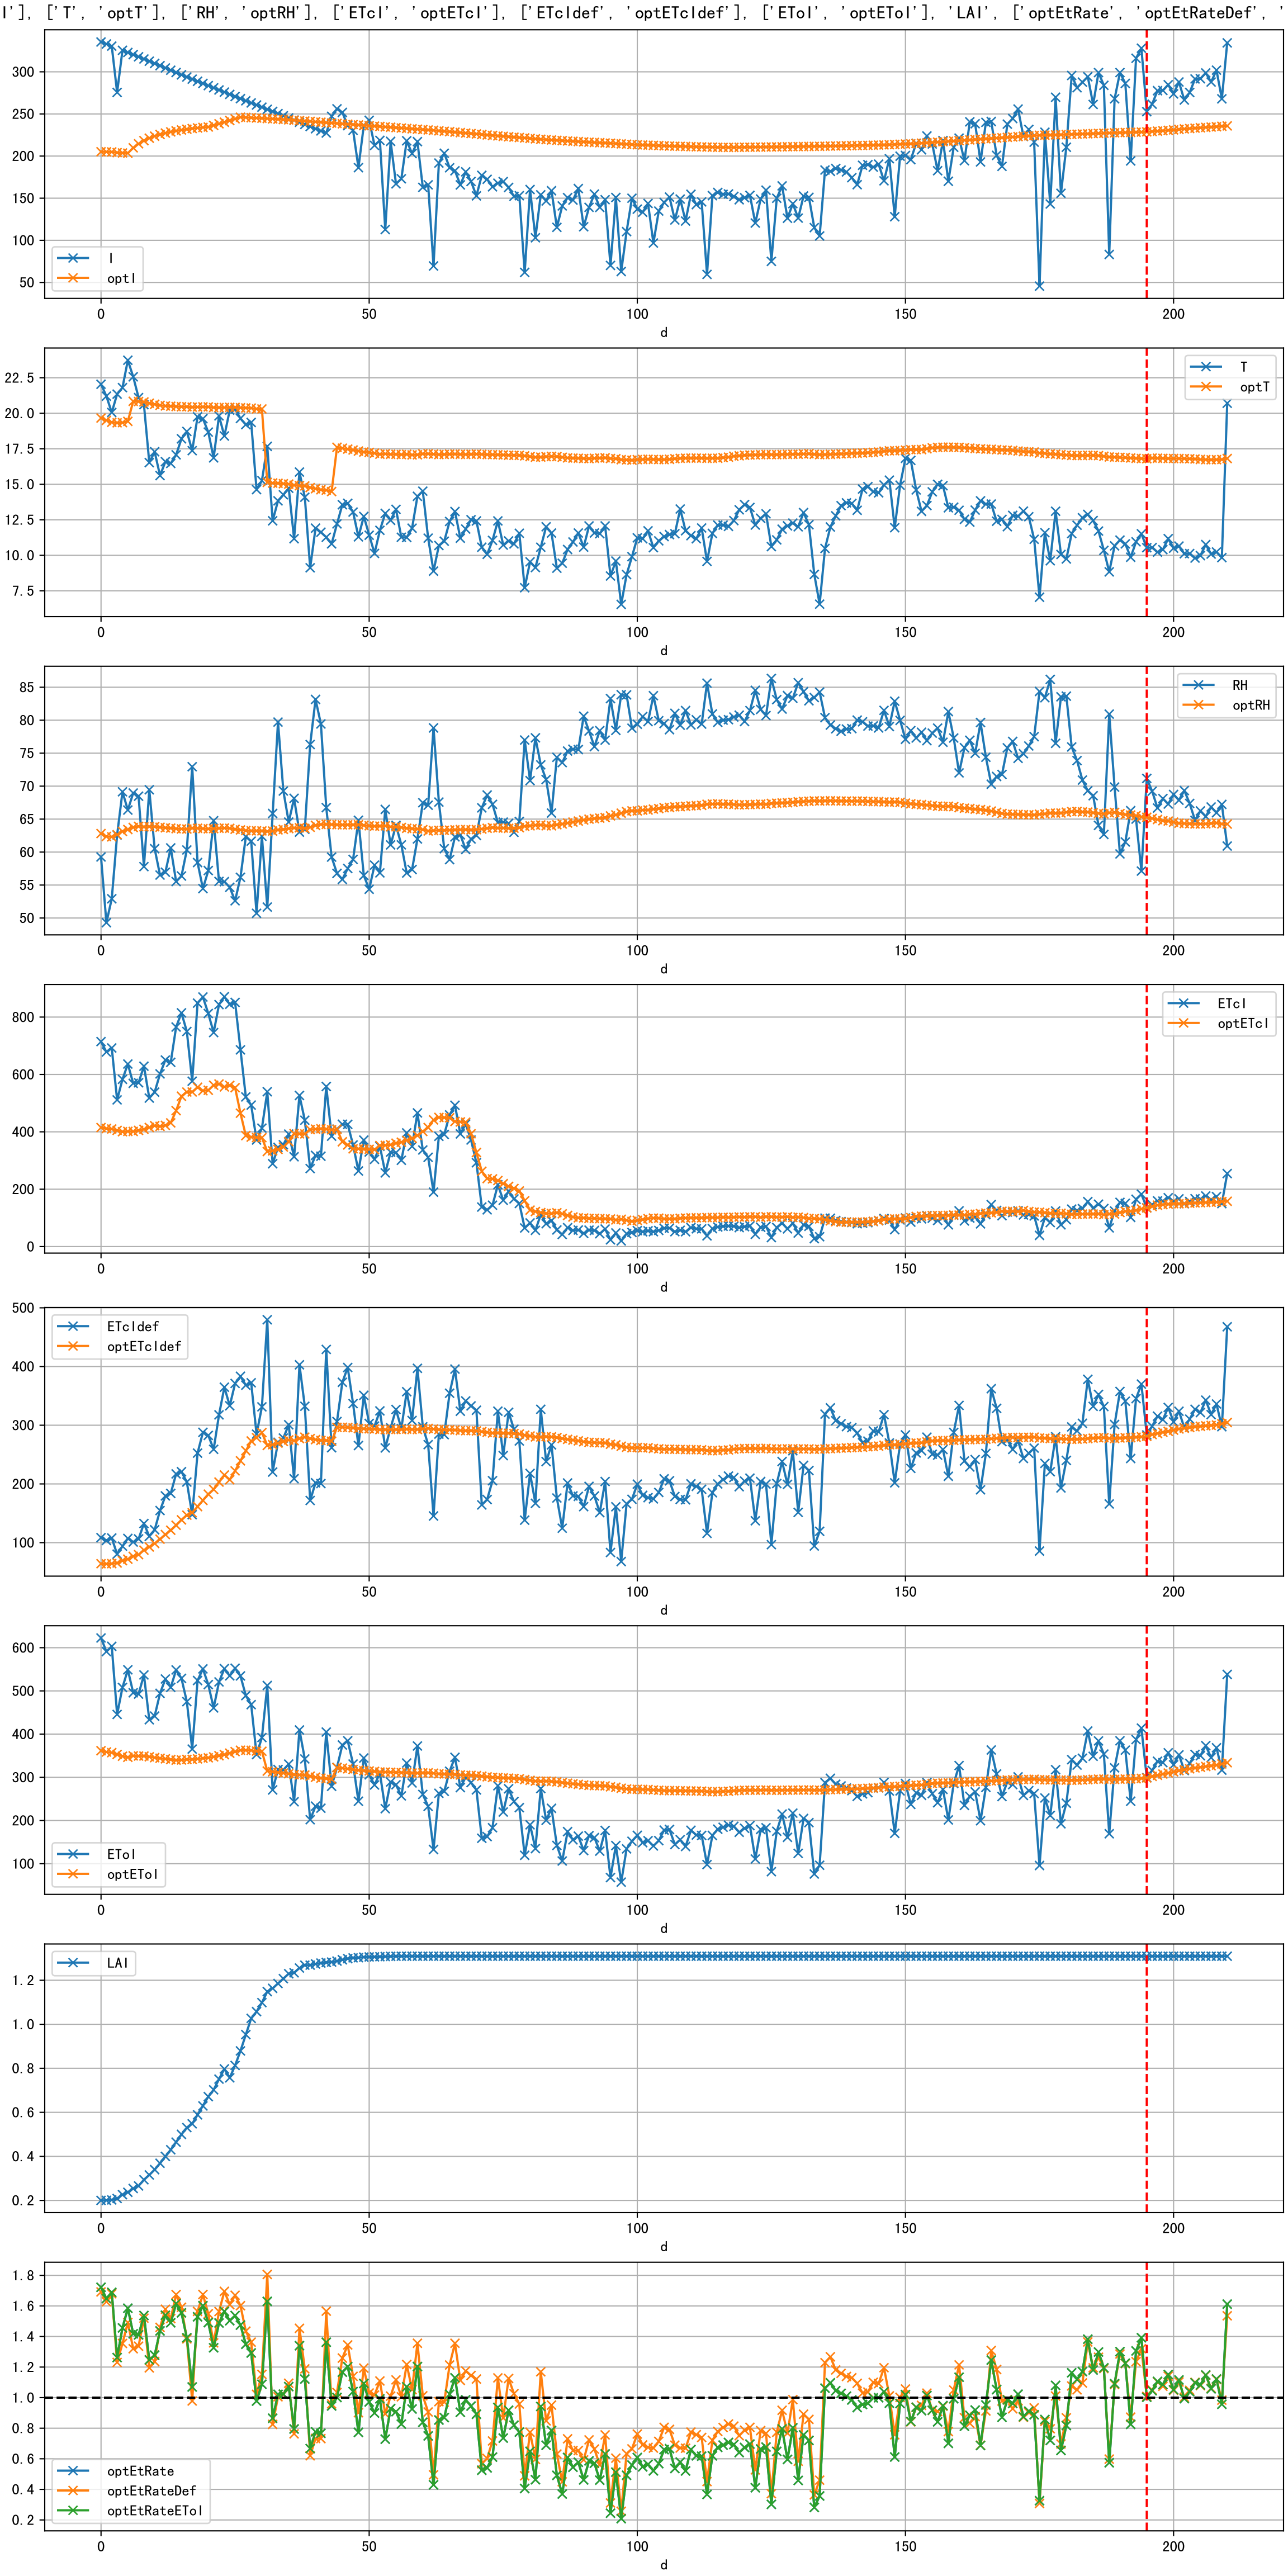 I'], ['T', 'optT'], ['RH', 'optRH'], ['ETcI', 'optETcI'], ['ETcIdef', 'optETcIdef'], ['EToI', 'optEToI'], 'LAI', ['optEtRate', 'optEtRateDef', '
300
250
200
150
100
50
I
optI
0 50 100 150 200
d
22.5
20.0
17.5
15.0
12.5
10.0
7.5
T
optT
0 50 100 150 200
d
85
80
75
70
65
60
55
50
RH
optRH
0 50 100 150 200
d
800
600
400
200
0
ETcI
optETcI
0 50 100 150 200
d
500
400
300
200
100
ETcIdef
optETcIdef
0 50 100 150 200
d
600
500
400
300
200
100
EToI
optEToI
0 50 100 150 200
d
1.2
1.0
0.8
0.6
0.4
0.2
LAI
0 50 100 150 200
d
1.8
1.6
1.4
1.2
1.0
0.8
0.6
0.4
0.2
optEtRate
optEtRateDef
optEtRateEToI
0 50 100 150 200
d